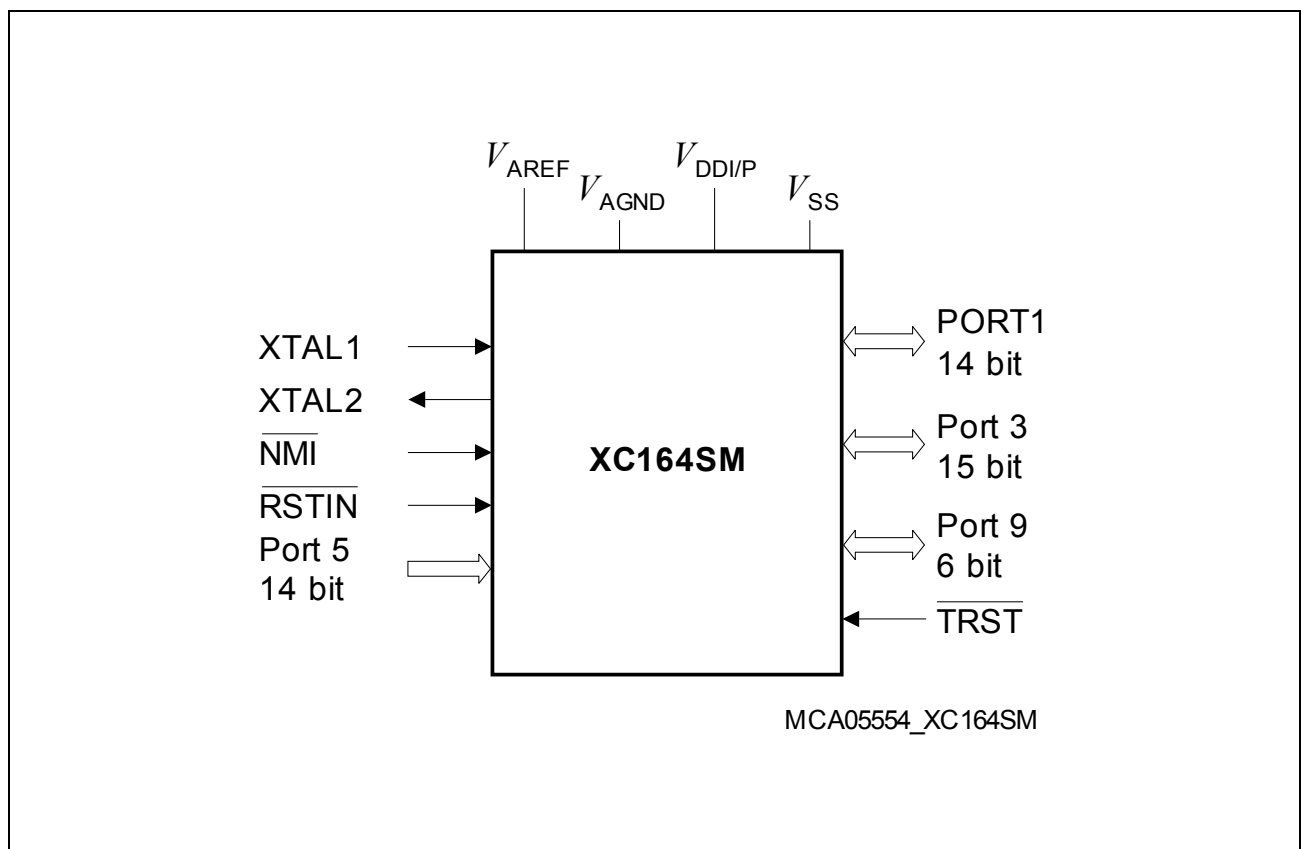 VAREF
VAGND
VDDI/P
VSS
XTAL1
XTAL2
NMI
RSTIN
Port 5
14 bit
XC164SM
PORT1
14 bit
Port 3
15 bit
Port 9
6 bit
TRST
MCA05554_XC164SM